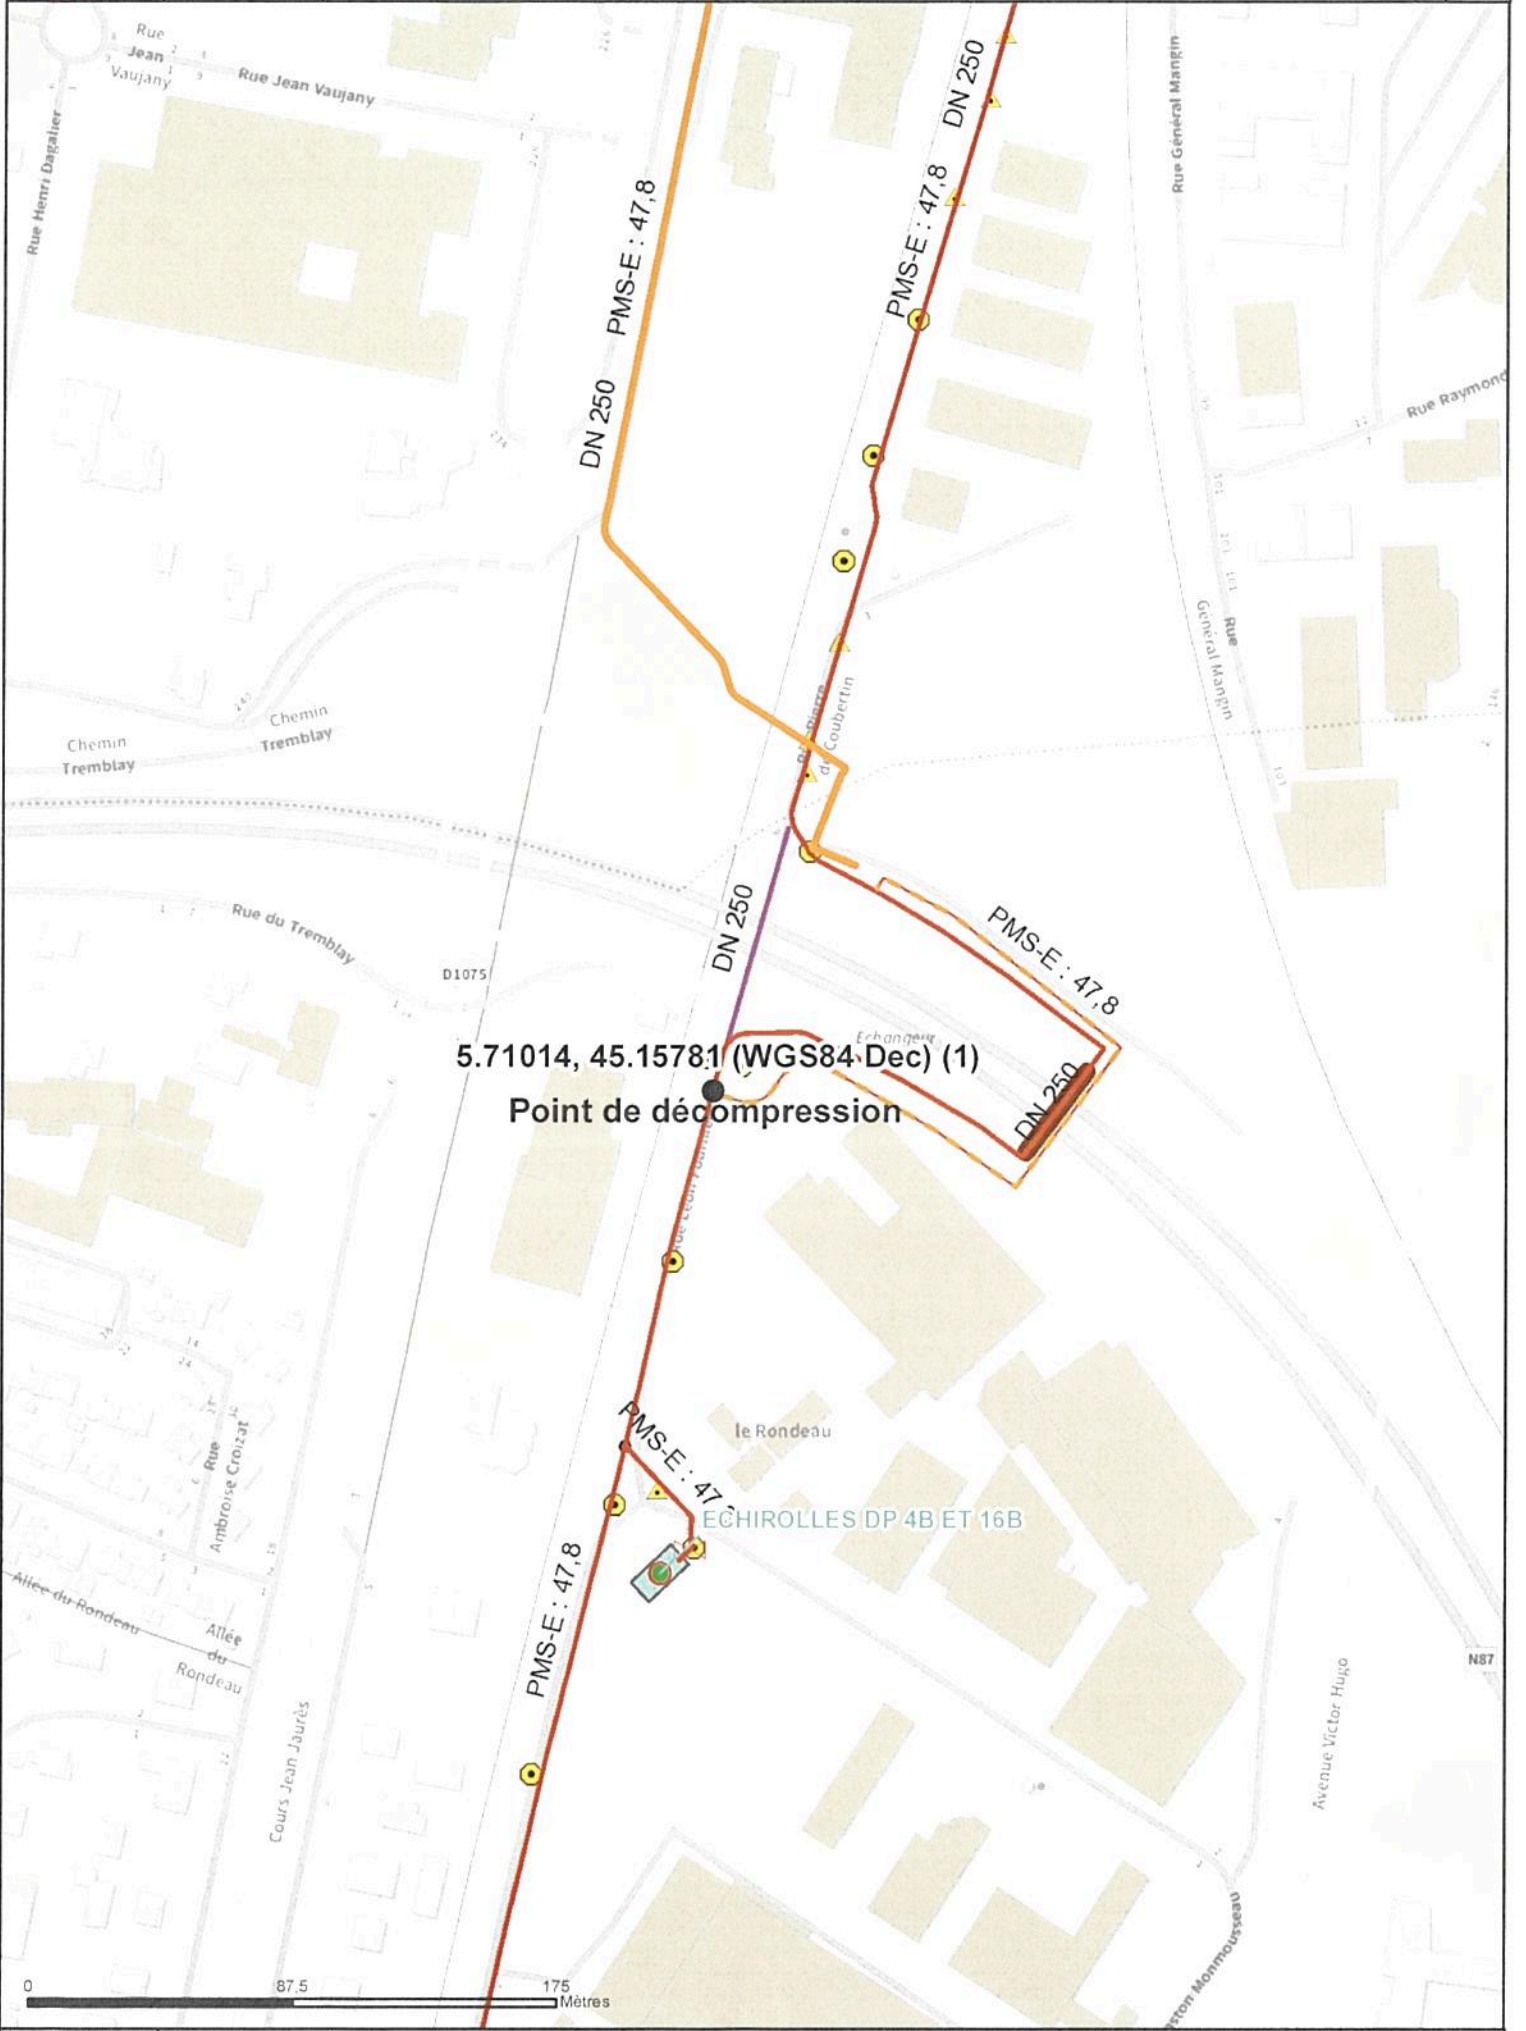 Rue
Jean
Vaujany
Rue Jean Vaujany
Rue Henri Dagalier
DN 250
PMS-E : 47,8
Rue Général Mangin
PMS-E : 47,8
DN 250
Rue Raymond
Rue
Général Mangin
Chemin
Tremblay
Chemin
Tremblay
de Coubertin
Rue du Tremblay
D1075
DN 250
PMS-E : 47,8
Echangeur
5.71014, 45.15781 (WGS84 Dec) (1)
Point de décompression
DN 250
le Rondeau
PMS-E : 47
ECHIROLLES DP 4B ET 16B
PMS-E : 47,8
Rue
Ambroise Croizat
Allée du Rondeau
Allée
du
Rondeau
Cours Jean Jaurès
N87
Avenue Victor Hugo
ston Monmousseau
0 87,5 175
Mètres